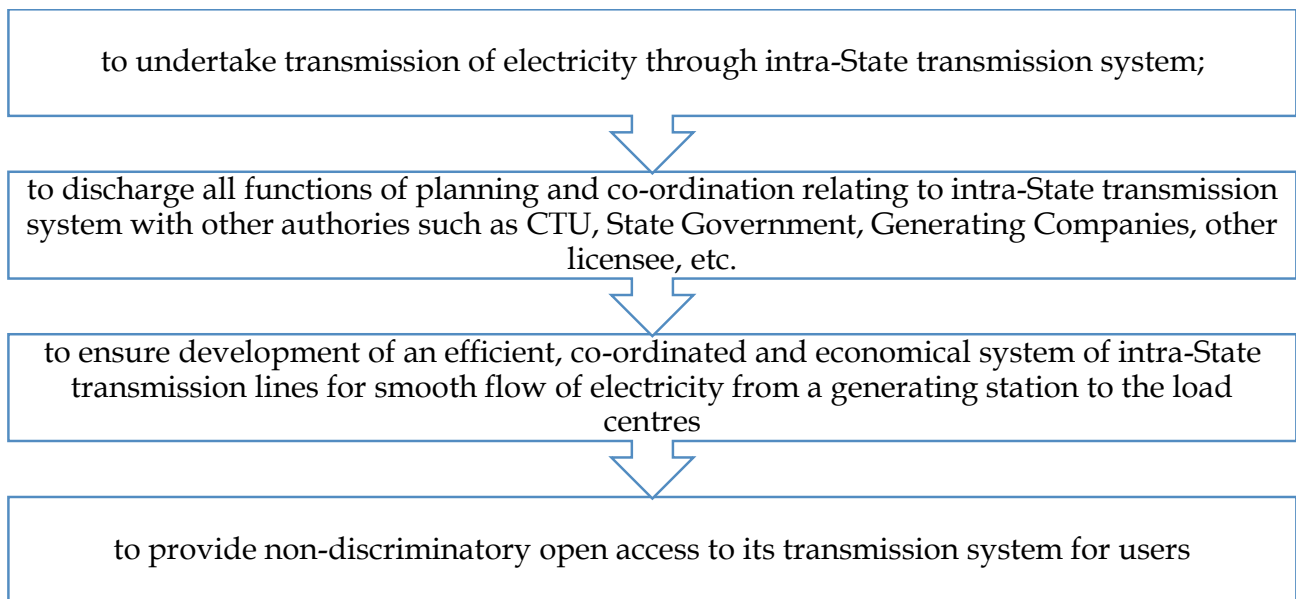 to undertake transmission of electricity through intra-State transmission system;
to discharge all functions of planning and co-ordination relating to intra-State transmission
system with other authories such as CTU, State Government, Generating Companies, other
licensee, etc.
to ensure development of an efficient, co-ordinated and economical system of intra-State
transmission lines for smooth flow of electricity from a generating station to the load
centres
to provide non-discriminatory open access to its transmission system for users